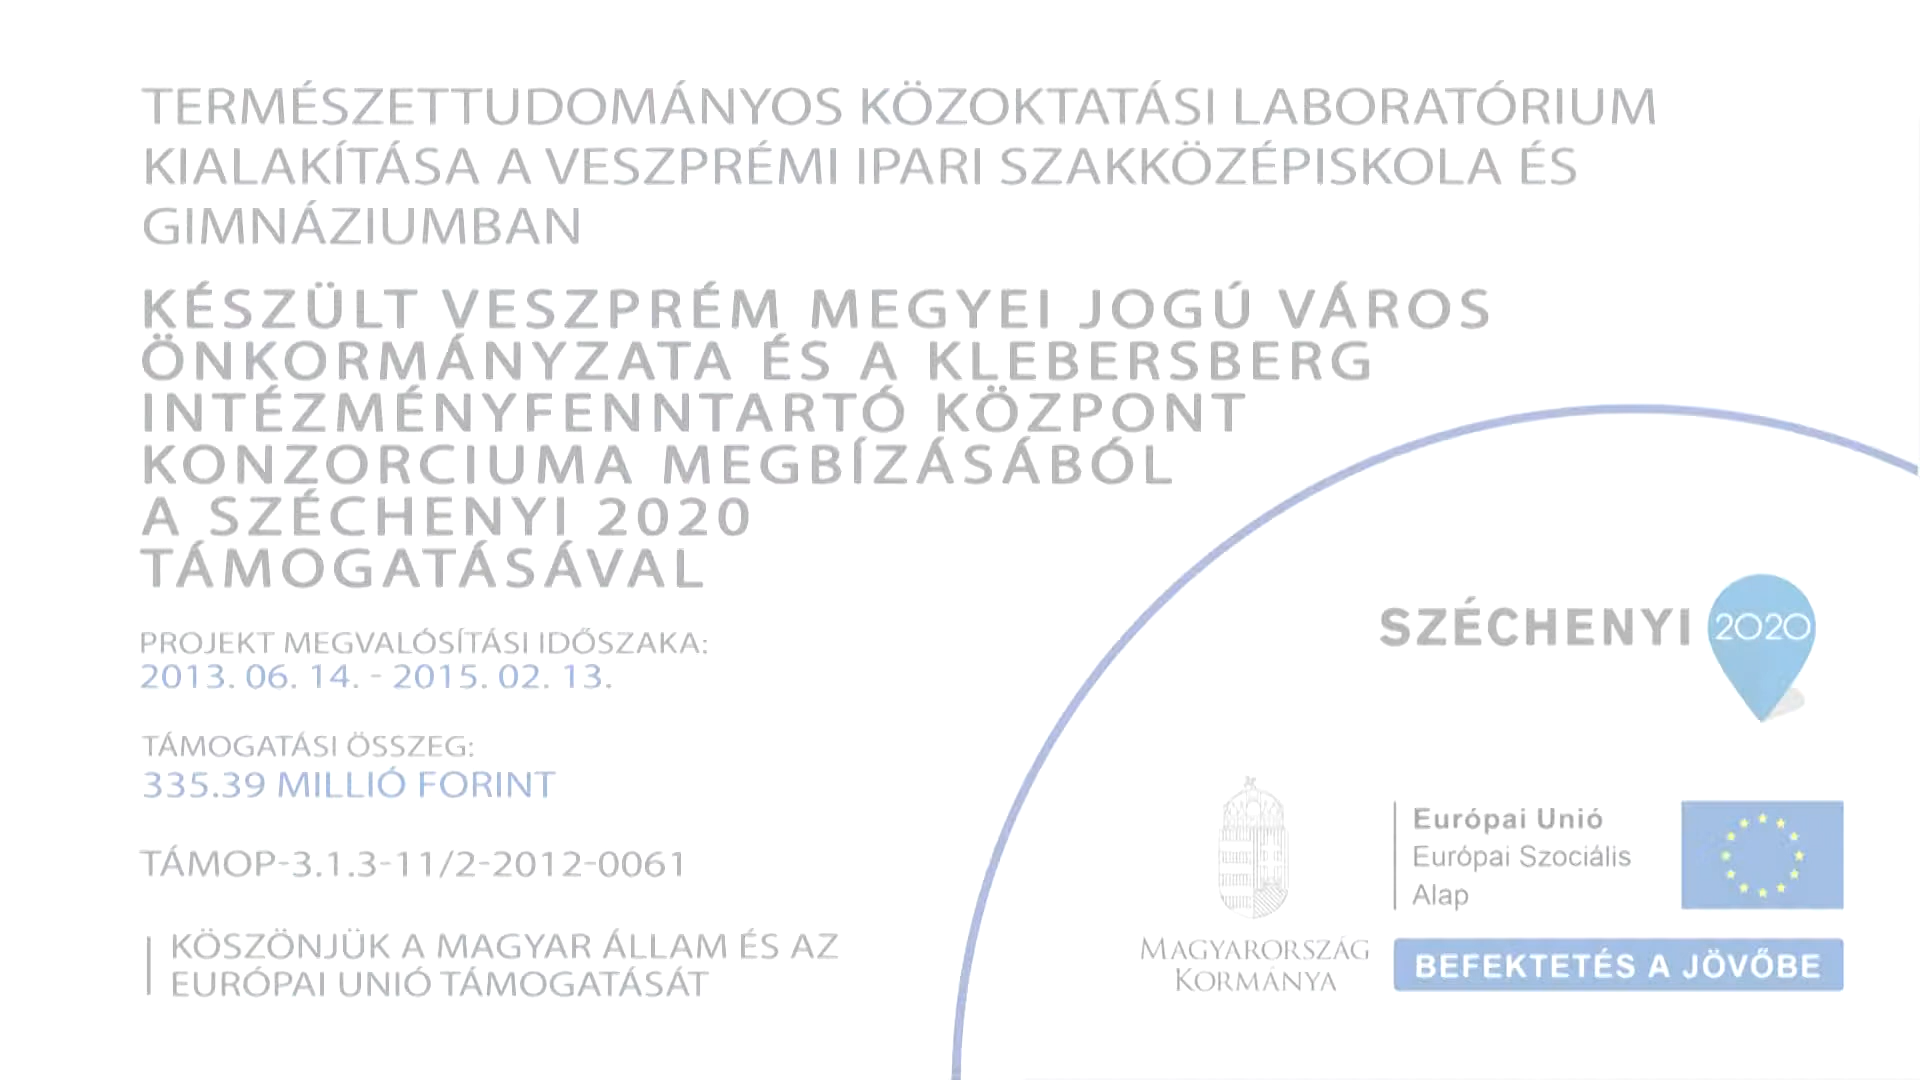 TERMÉSZETTUDOMÁNYOS KÖZOKTATÁSI LABORATÓRIUM
KIALAKÍTÁSA A VESZPRÉMI IPARI SZAKKÖZÉPISKOLA ÉS
GIMNÁZIUMBAN
KÉSZÜLT VESZPRÉM MEGYEI JOGÚ VÁROS
ÖNKORMÁNYZATA ÉS A KLEBERSBERG
INTÉZMÉNYFENNTARTÓ KÖZPONT
KONZORCIUMA MEGBÍZÁSÁBÓL
A SZÉCHENYI 2020
TÁMOGATÁSÁVAL
PROJEKT MEGVALÓSÍTÁSI IDŐSZAKA:
2013. 06. 14. - 2015. 02. 13.
TÁMOGATÁSI ÖSSZEG:
335.39 MILLIÓ FORINT
TÁMOP-3.1.3-11/2-2012-0061
KÖSZÖNJÜK A MAGYAR ÁLLAM ÉS AZ
EURÓPAI UNIÓ TÁMOGATÁSÁT
SZÉCHENYI 2020
MAGYARORSZÁG
KORMÁNYA
Európai Unió
Európai Szociális
Alap
BEFEKTETÉS A JÖVŐBE